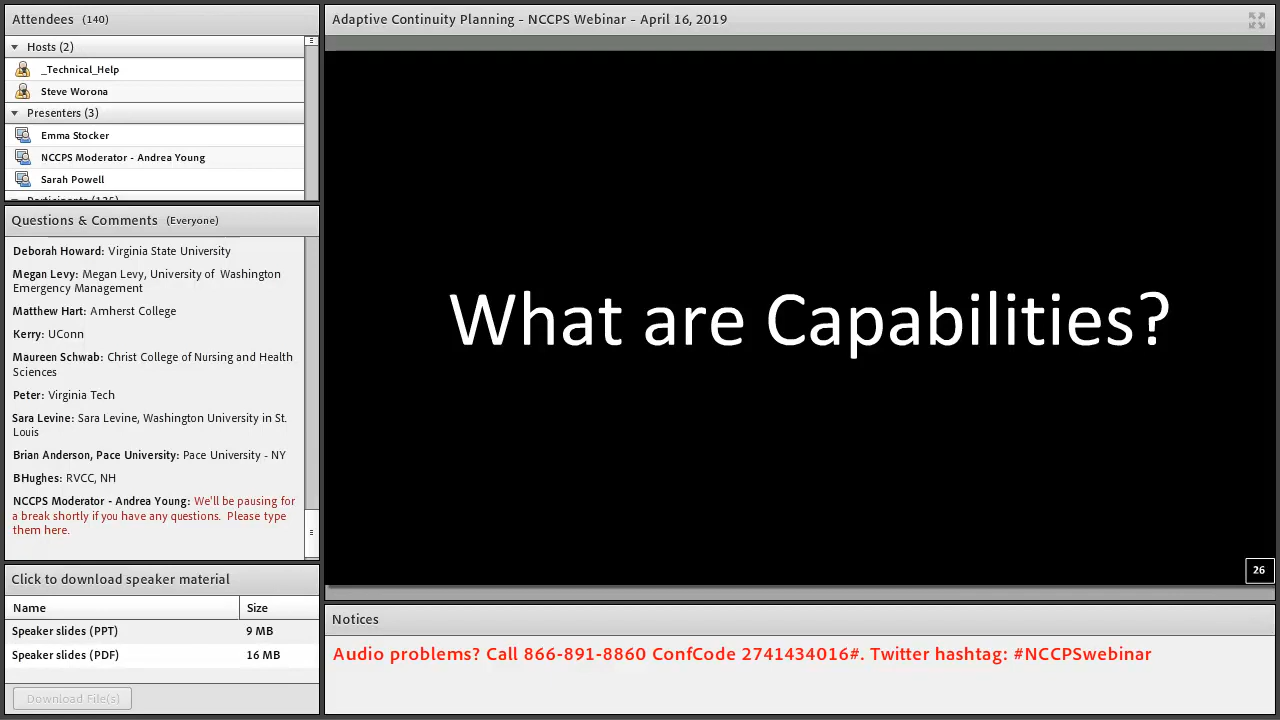 Attendees (140)
Hosts (2)
_Technical_Help
Steve Worona
Presenters (3)
Emma Stocker
NCCPS Moderator - Andrea Young
Sarah Powell
Participants (135)
Questions & Comments (Everyone)
Deborah Howard: Virginia State University
Megan Levy: Megan Levy, University of Washington
Emergency Management
Matthew Hart: Amherst College
Kerry: UConn
Maureen Schwab: Christ College of Nursing and Health
Sciences
Peter: Virginia Tech
Sara Levine: Sara Levine, Washington University in St.
Louis
Brian Anderson, Pace University: Pace University - NY
BHughes: RVCC, NH
NCCPS Moderator - Andrea Young: We'll be pausing for
a break shortly if you have any questions. Please type
them here.
Click to download speaker material
Name Size
Speaker slides (PPT) 9 MB
Speaker slides (PDF) 16 MB
Download File(s)
Adaptive Continuity Planning - NCCPS Webinar - April 16, 2019
What are Capabilities?
26
Notices
Audio problems? Call 866-891-8860 ConfCode 2741434016#. Twitter hashtag: #NCCPSwebinar